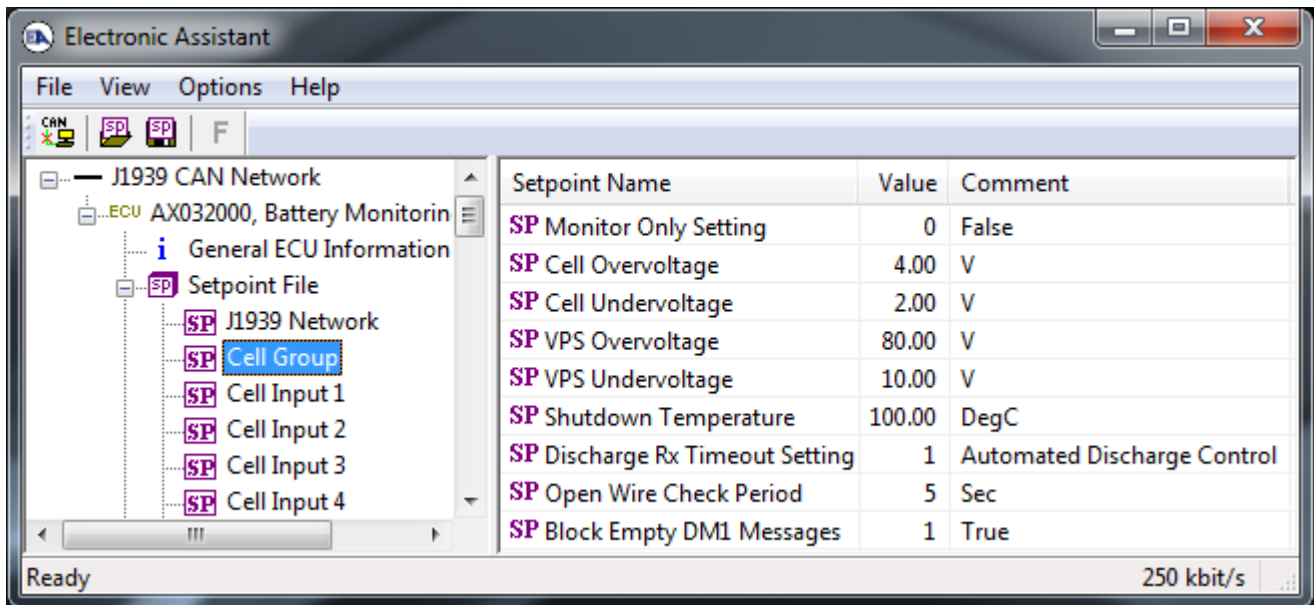 EA Electronic Assistant
File View Options Help
CAN SP SP F
J1939 CAN Network
ECU AX032000, Battery Monitorin
i General ECU Information
SP Setpoint File
SP J1939 Network
SP Cell Group
SP Cell Input 1
SP Cell Input 2
SP Cell Input 3
SP Cell Input 4
Setpoint Name Value Comment
SP Monitor Only Setting 0 False
SP Cell Overvoltage 4.00 V
SP Cell Undervoltage 2.00 V
SP VPS Overvoltage 80.00 V
SP VPS Undervoltage 10.00 V
SP Shutdown Temperature 100.00 DegC
SP Discharge Rx Timeout Setting 1 Automated Discharge Control
SP Open Wire Check Period 5 Sec
SP Block Empty DM1 Messages 1 True
Ready 250 kbit/s